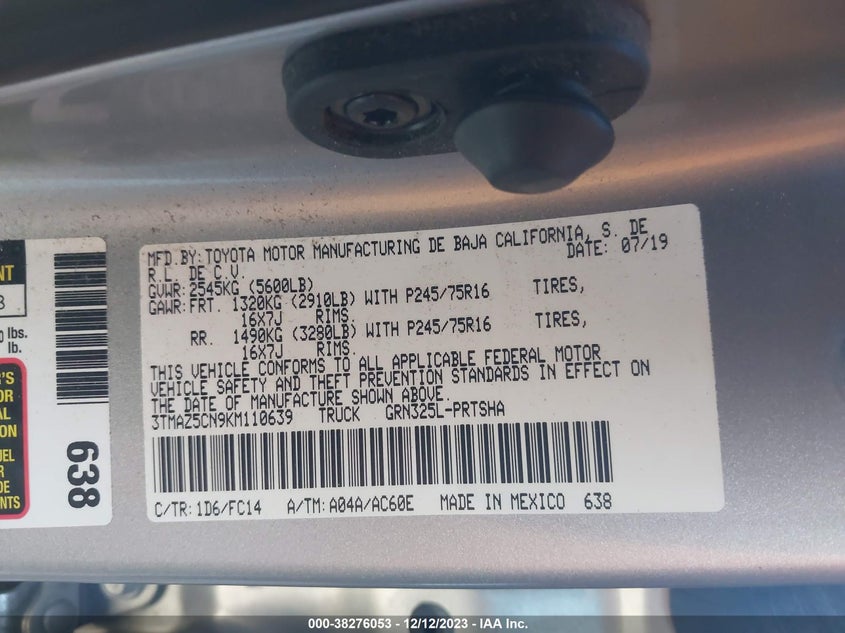 MFD.BY:TOYOTA MOTOR MANUFACTURING DE BAJA CALIFORNIA, S. DE
R.L. DE C.V. DATE: 07/19
GVWR:2545KG (5600LB)
GAWR:FRT. 1320KG (2910LB) WITH P245/75R16 TIRES,
16X7J RIMS.
RR. 1490KG (3280LB) WITH P245/75R16 TIRES,
16X7J RIMS.
THIS VEHICLE CONFORMS TO ALL APPLICABLE FEDERAL MOTOR
VEHICLE SAFETY AND THEFT PREVENTION STANDARDS IN EFFECT ON
THE DATE OF MANUFACTURE SHOWN ABOVE.
3TMAZ5CN9KM110639 TRUCK GRN325L-PRTSHA
C/TR:1D6/FC14 A/TM:A04A/AC60E MADE IN MEXICO 638
lbs.
lb.
638
000-38276053 - 12/12/2023 - IAA Inc.